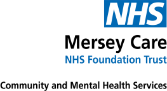 NHS
Mersey Care
NHS Foundation Trust
Community and Mental Health Services